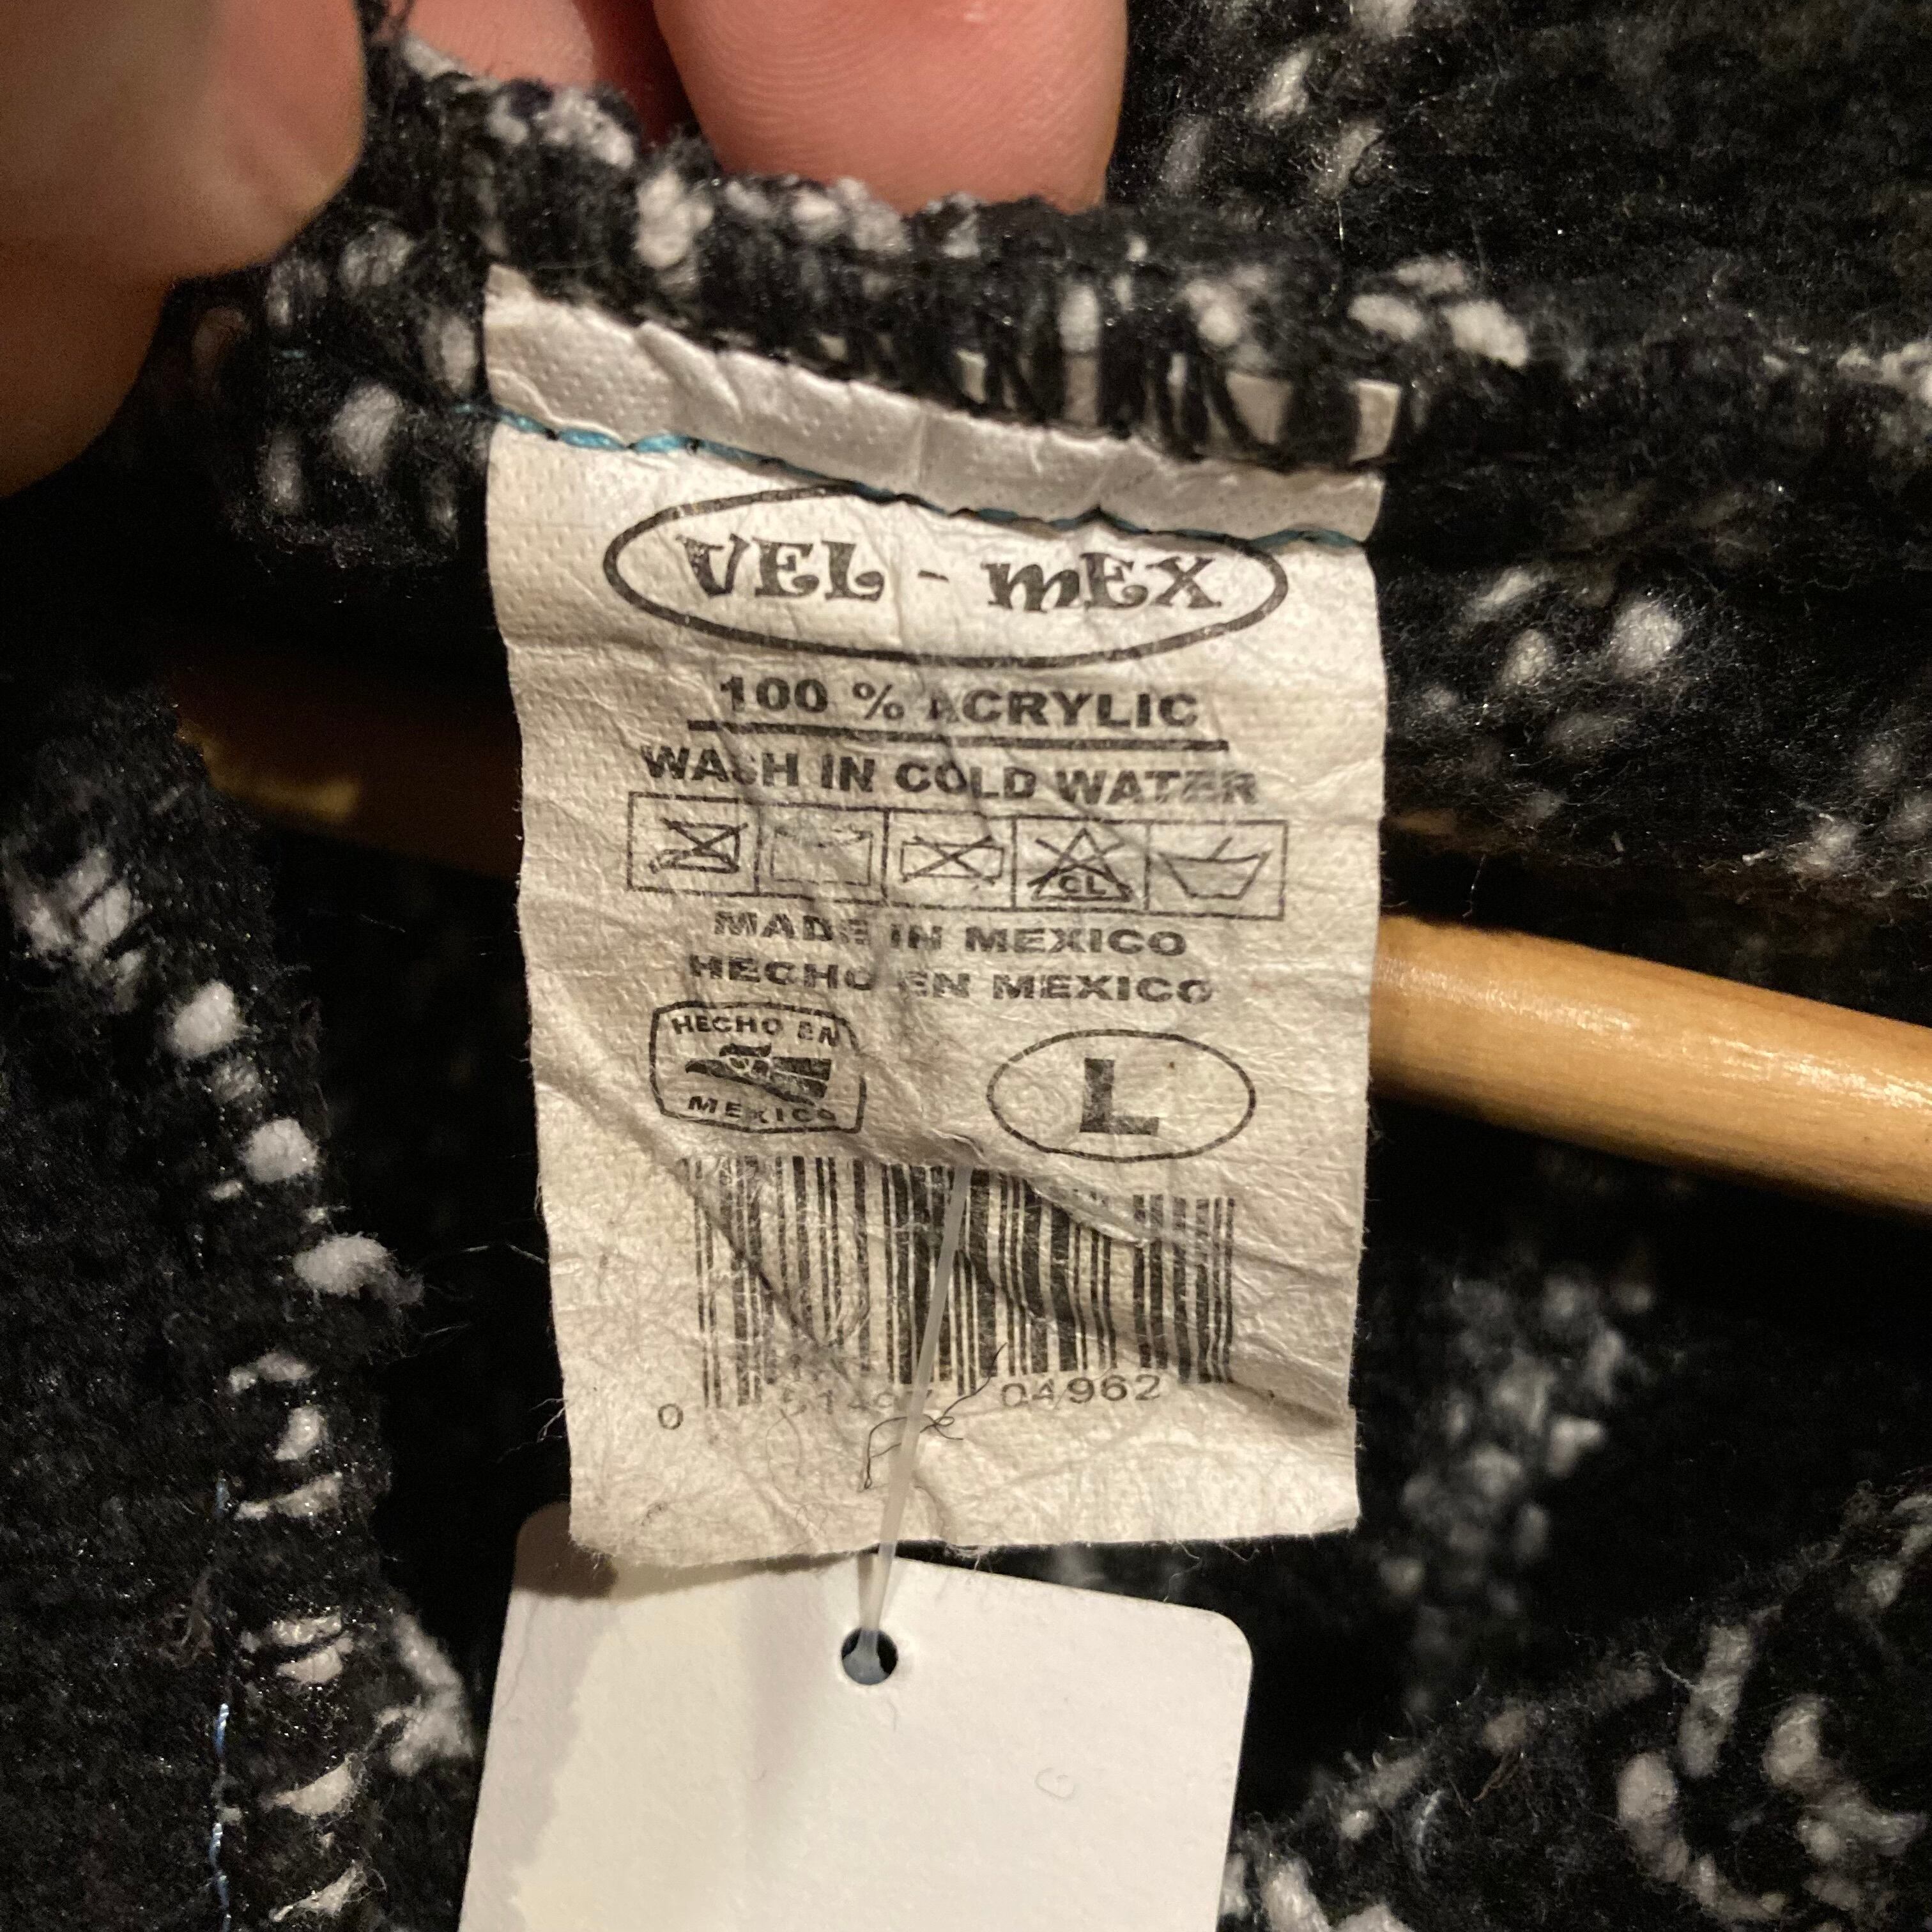 VEL - MEX
100 % ACRYLIC
WASH IN COLD WATER
CL
MADE IN MEXICO
HECHO EN MEXICO
HECHO EN
MEXICO
L
0 04962